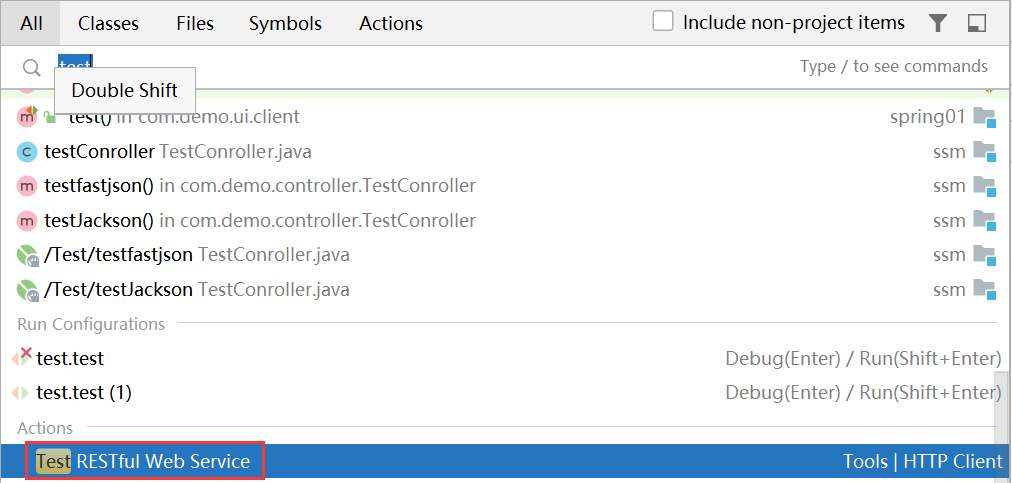 All Classes Files Symbols Actions Include non-project items
test Type / to see commands
Double Shift
test() in com.demo.ui.client spring01
testConroller TestConroller.java ssm
testfastjson() in com.demo.controller.TestConroller ssm
testJackson() in com.demo.controller.TestConroller ssm
/Test/testfastjson TestConroller.java ssm
/Test/testJackson TestConroller.java ssm
Run Configurations
test.test Debug(Enter) / Run(Shift+Enter)
test.test (1) Debug(Enter) / Run(Shift+Enter)
Actions
Test RESTful Web Service Tools | HTTP Client